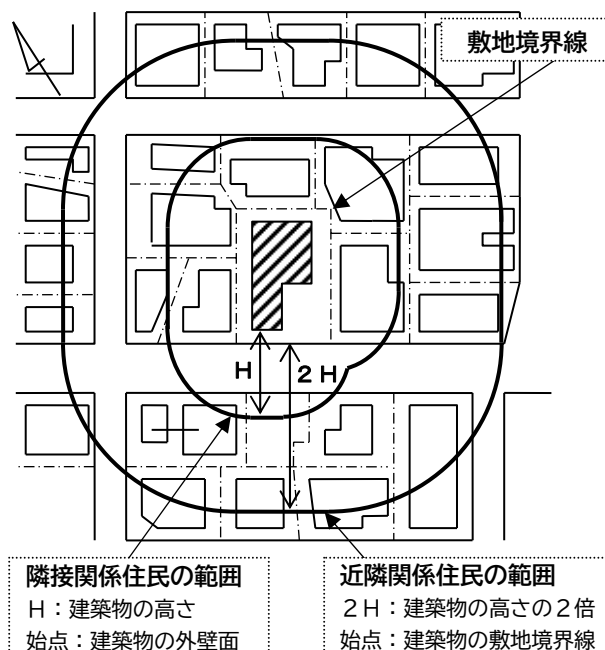 敷地境界線
H
２H
隣接関係住民の範囲
H：建築物の高さ
始点：建築物の外壁面
近隣関係住民の範囲
２H：建築物の高さの２倍
始点：建築物の敷地境界線